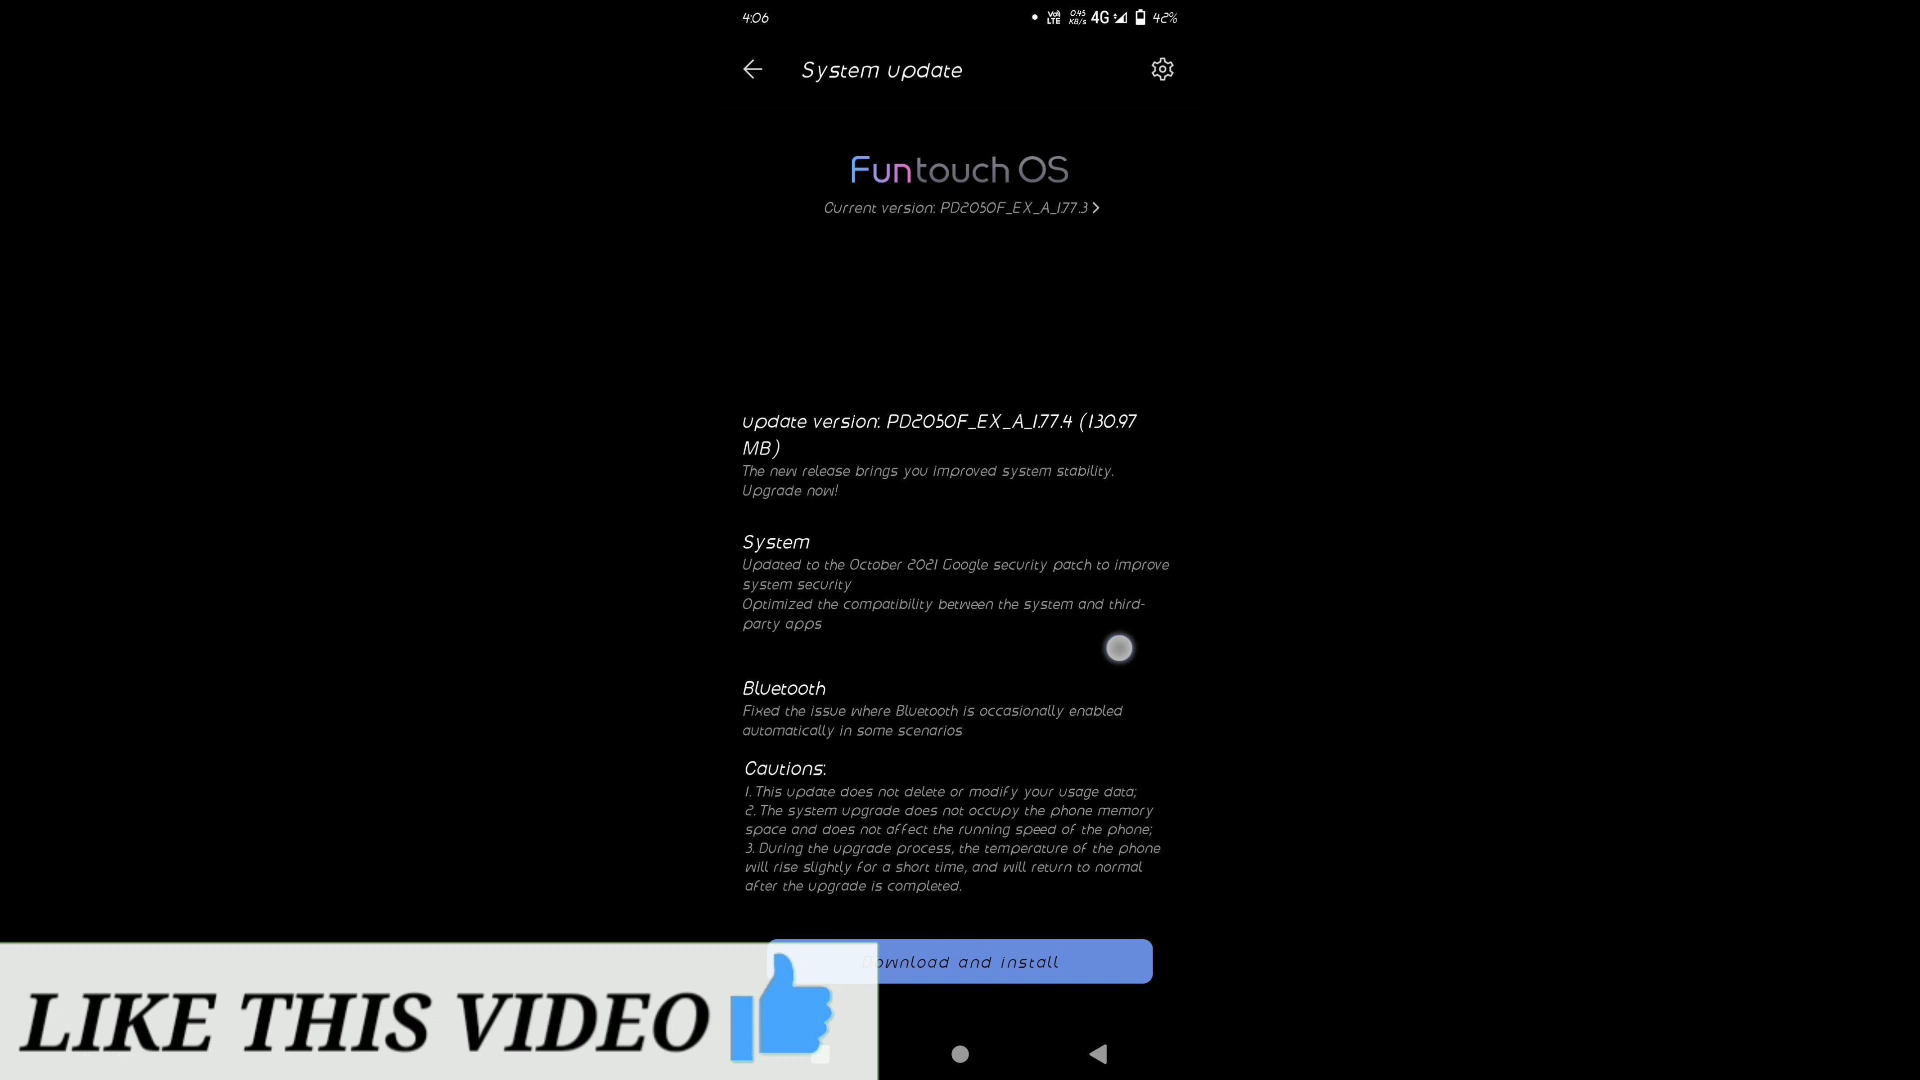 4:06
VoLTE 0.45 KB/s 4G 42%
System update
Funtouch OS
Current version: PD2050F_EX_A_1.77.3
update version: PD2050F_EX_A_1.77.4 (130.97
MB)
The new release brings you improved system stability.
Upgrade now!
System
Updated to the October 2021 Google security patch to improve
system security
Optimized the compatibility between the system and third-
party apps
Bluetooth
Fixed the issue where Bluetooth is occasionally enabled
automatically in some scenarios
Cautions:
1. This update does not delete or modify your usage data;
2. The system upgrade does not occupy the phone memory
space and does not affect the running speed of the phone;
3. During the upgrade process, the temperature of the phone
will rise slightly for a short time, and will return to normal
after the upgrade is completed.
Download and install
LIKE THIS VIDEO